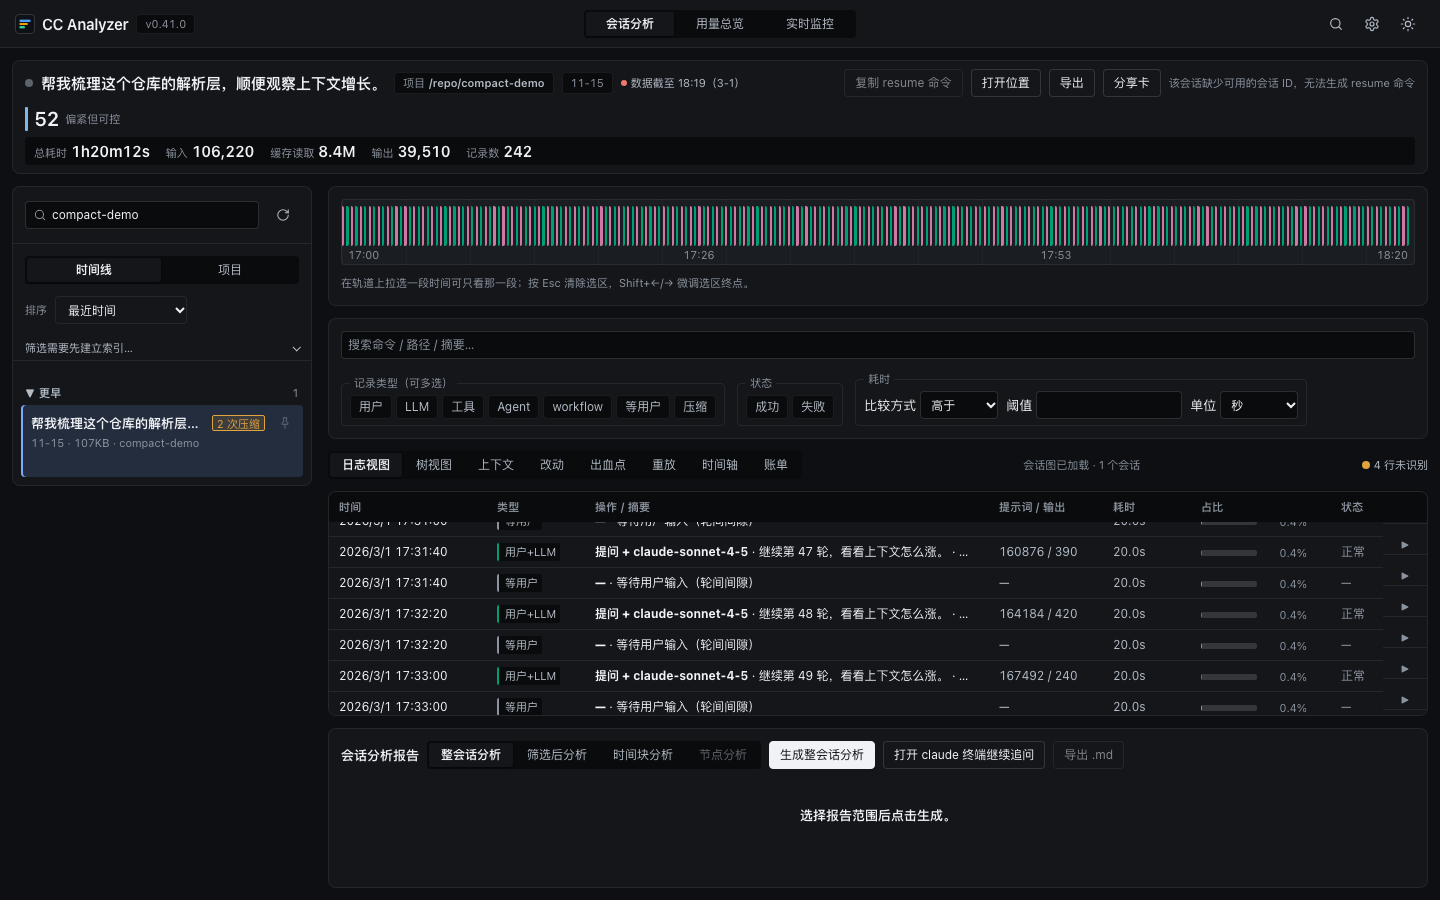 CC Analyzer v0.41.0 会话分析 用量总览 实时监控
帮我梳理这个仓库的解析层，顺便观察上下文增长。 项目 /repo/compact-demo 11-15 数据截至 18:19（3-1） 复制 resume 命令 打开位置 导出 分享卡 该会话缺少可用的会话 ID，无法生成 resume 命令
52 偏紧但可控
总耗时 1h20m12s 输入 106,220 缓存读取 8.4M 输出 39,510 记录数 242
compact-demo
时间线 项目
排序 最近时间
筛选需要先建立索引...
▼ 更早 1
帮我梳理这个仓库的解析层... 2 次压缩
11-15 · 107KB · compact-demo
17:00 17:26 17:53 18:20
在轨道上拉选一段时间可只看那一段；按 Esc 清除选区，Shift+←/→ 微调选区终点。
搜索命令 / 路径 / 摘要...
记录类型（可多选） 状态 耗时
用户 LLM 工具 Agent workflow 等用户 压缩 成功 失败 比较方式 高于 阈值 单位 秒
日志视图 树视图 上下文 改动 出血点 重放 时间轴 账单 会话图已加载 · 1 个会话 4 行未识别
时间 类型 操作 / 摘要 提示词 / 输出 耗时 占比 状态
2026/3/1 17:31:00 等用户 — · 等待用户输入（轮间间隙） — 20.0s 0.4% —
2026/3/1 17:31:40 用户+LLM 提问 + claude-sonnet-4-5 · 继续第 47 轮，看看上下文怎么涨。 · ... 160876 / 390 20.0s 0.4% 正常 ▶
2026/3/1 17:31:40 等用户 — · 等待用户输入（轮间间隙） — 20.0s 0.4% — ▶
2026/3/1 17:32:20 用户+LLM 提问 + claude-sonnet-4-5 · 继续第 48 轮，看看上下文怎么涨。 · ... 164184 / 420 20.0s 0.4% 正常 ▶
2026/3/1 17:32:20 等用户 — · 等待用户输入（轮间间隙） — 20.0s 0.4% — ▶
2026/3/1 17:33:00 用户+LLM 提问 + claude-sonnet-4-5 · 继续第 49 轮，看看上下文怎么涨。 · ... 167492 / 240 20.0s 0.4% 正常 ▶
2026/3/1 17:33:00 等用户 — · 等待用户输入（轮间间隙） — 20.0s 0.4% — ▶
会话分析报告 整会话分析 筛选后分析 时间块分析 节点分析 生成整会话分析 打开 claude 终端继续追问 导出 .md
选择报告范围后点击生成。